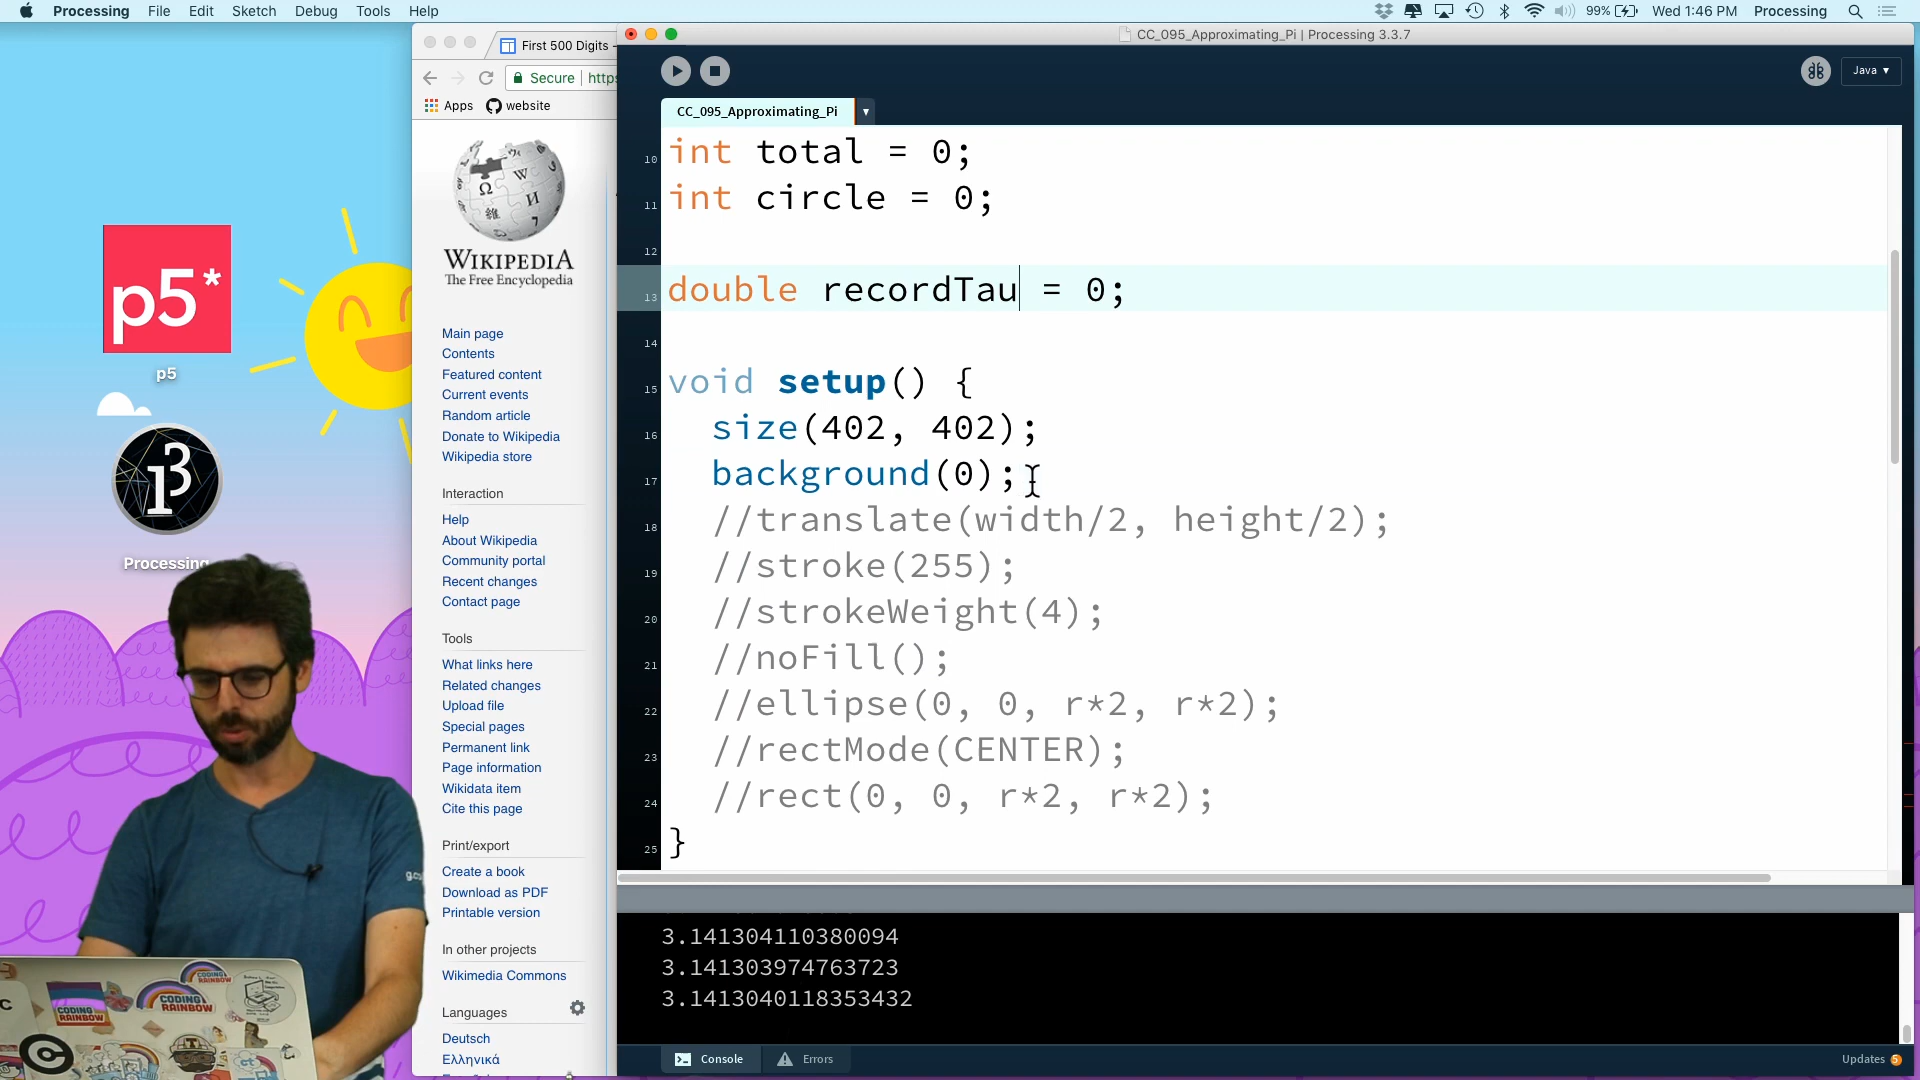 Processing File Edit Sketch Debug Tools Help
99% Wed 1:46 PM Processing
First 500 Digits -
CC_095_Approximating_Pi | Processing 3.3.7
Secure https
Apps website
Java ▾
CC_095_Approximating_Pi ▾
10 int total = 0;
11 int circle = 0;
12
13 double recordTau = 0;
14
15 void setup() {
16 size(402, 402);
17 background(0);
18 //translate(width/2, height/2);
19 //stroke(255);
20 //strokeWeight(4);
21 //noFill();
22 //ellipse(0, 0, r*2, r*2);
23 //rectMode(CENTER);
24 //rect(0, 0, r*2, r*2);
25 }
3.141304110380094
3.141303974763723
3.1413040118353432
Console
Errors
Updates 5
WIKIPEDIA
The Free Encyclopedia
Main page
Contents
Featured content
Current events
Random article
Donate to Wikipedia
Wikipedia store
Interaction
Help
About Wikipedia
Community portal
Recent changes
Contact page
Tools
What links here
Related changes
Upload file
Special pages
Permanent link
Page information
Wikidata item
Cite this page
Print/export
Create a book
Download as PDF
Printable version
In other projects
Wikimedia Commons
Languages
Deutsch
Ελληνικά
p5*
p5
Processing
CODING
RAINBOW
CODING
RAINBOW